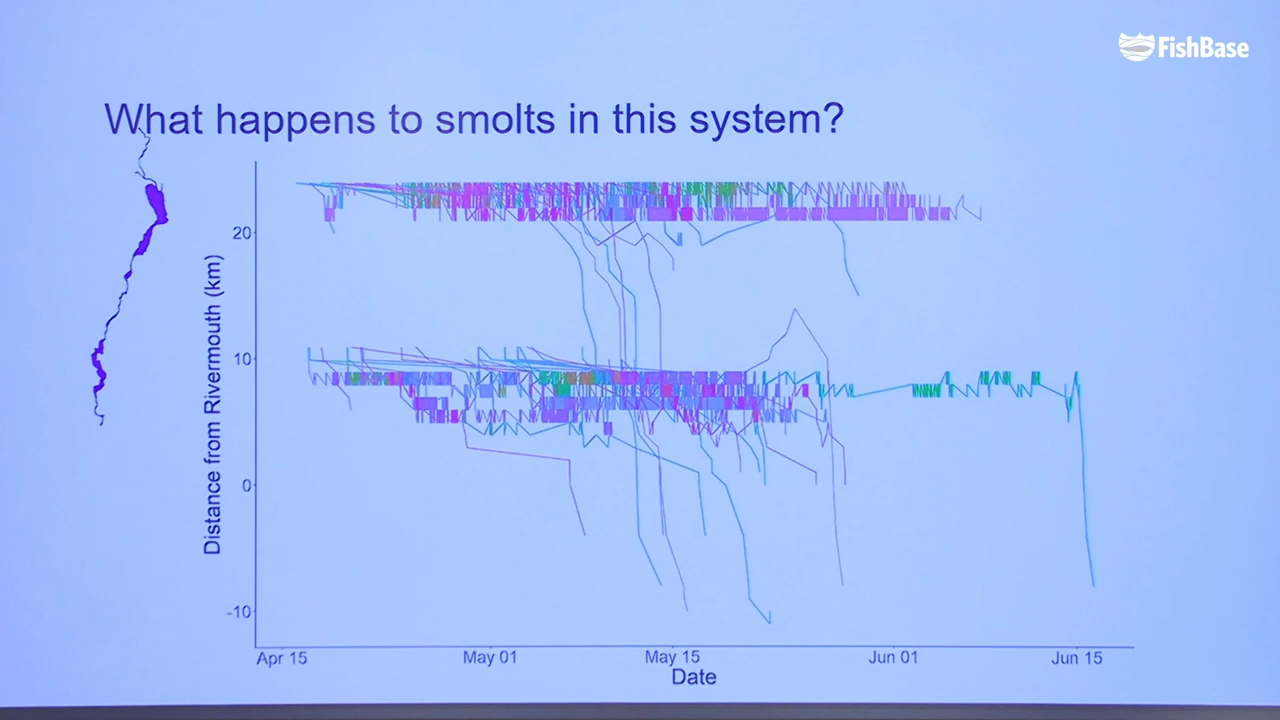 FishBase
What happens to smolts in this system?
Distance from Rivermouth (km)
20
10
0
-10
Apr 15
May 01
May 15
Jun 01
Jun 15
Date